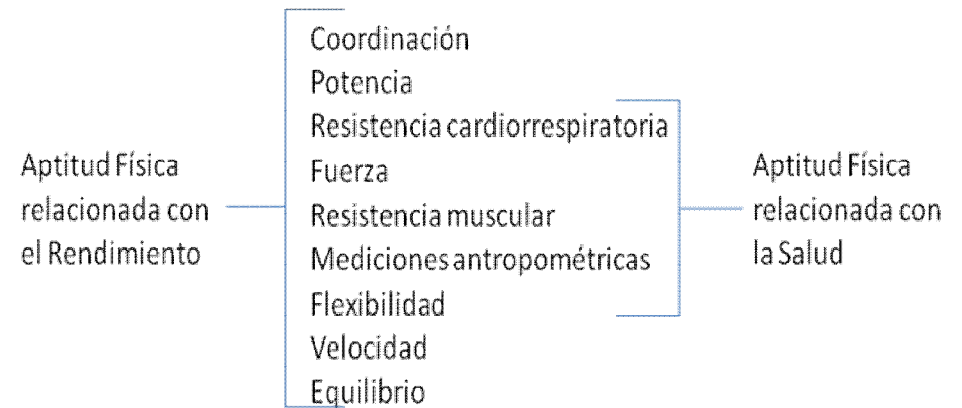 Aptitud Física
relacionada con
el Rendimiento
Coordinación
Potencia
Resistencia cardiorrespiratoria
Fuerza
Resistencia muscular
Mediciones antropométricas
Flexibilidad
Velocidad
Equilibrio
Aptitud Física
relacionada con
la Salud